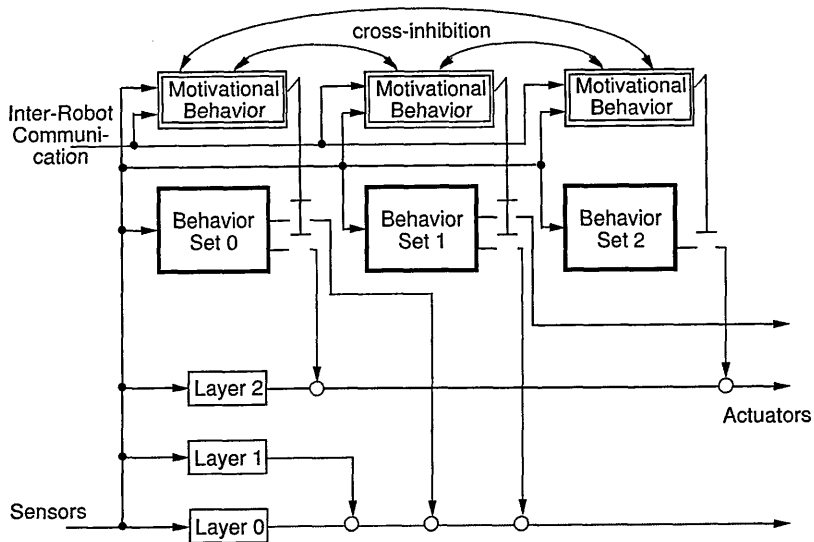 cross-inhibition
Motivational
Behavior
Motivational
Behavior
Motivational
Behavior
Inter-Robot
Communi-
cation
Behavior
Set 0
Behavior
Set 1
Behavior
Set 2
Layer 2
Actuators
Layer 1
Sensors
Layer 0